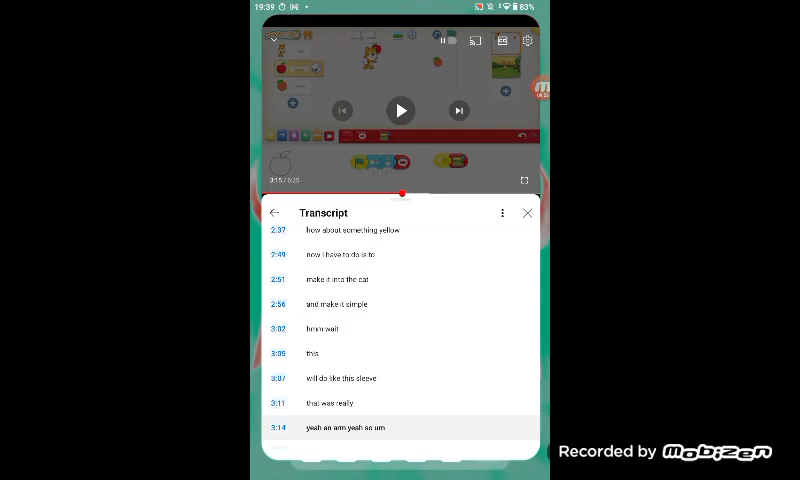 19:39
83%
CC
3:15 / 6:25
Transcript
2:37 how about something yellow
2:49 now I have to do is to
2:51 make it into the cat
2:56 and make it simple
3:02 hmm wait
3:05 this
3:07 will do like this sleeve
3:11 that was really
3:14 yeah an arm yeah so um
Recorded by mobizen